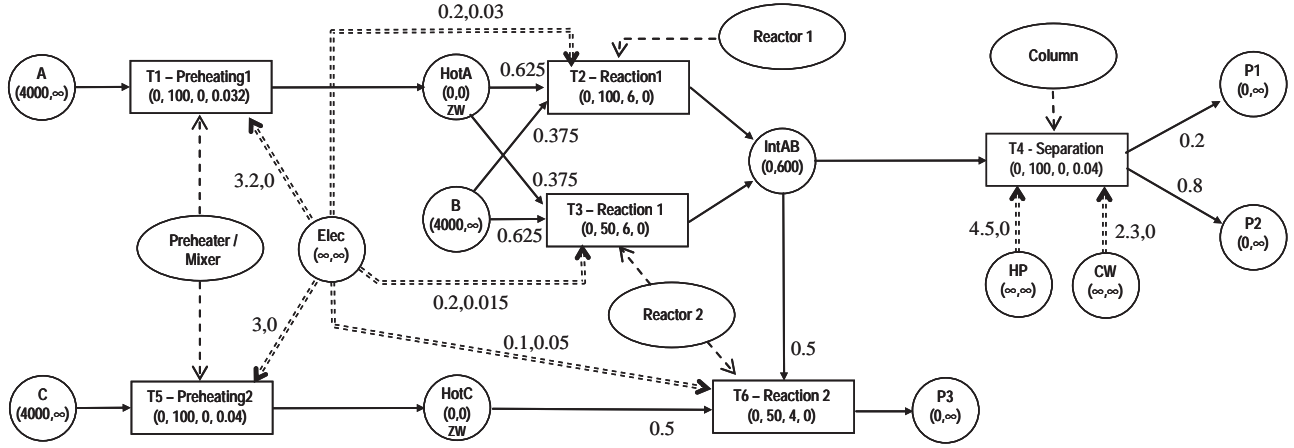 0.2,0.03
Reactor 1
Column
A
(4000,∞)
T1 – Preheating1
(0, 100, 0, 0.032)
HotA
(0,0)
ZW
0.625
T2 – Reaction1
(0, 100, 6, 0)
P1
(0,∞)
0.375
IntAB
(0,600)
T4 - Separation
(0, 100, 0, 0.04)
0.2
3.2,0
0.375
0.8
B
(4000,∞)
0.625
T3 – Reaction 1
(0, 50, 6, 0)
P2
(0,∞)
Preheater /
Mixer
Elec
(∞,∞)
4.5,0
2.3,0
HP
(∞,∞)
CW
(∞,∞)
0.2,0.015
Reactor 2
3,0
0.1,0.05
0.5
C
(4000,∞)
T5 - Preheating2
(0, 100, 0, 0.04)
HotC
(0,0)
ZW
0.5
T6 – Reaction 2
(0, 50, 4, 0)
P3
(0,∞)